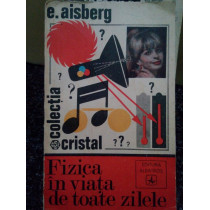 e. aisberg
colecția
cristal
?
?
?
?
? ? ?
Fizica
în viața
de toate zilele